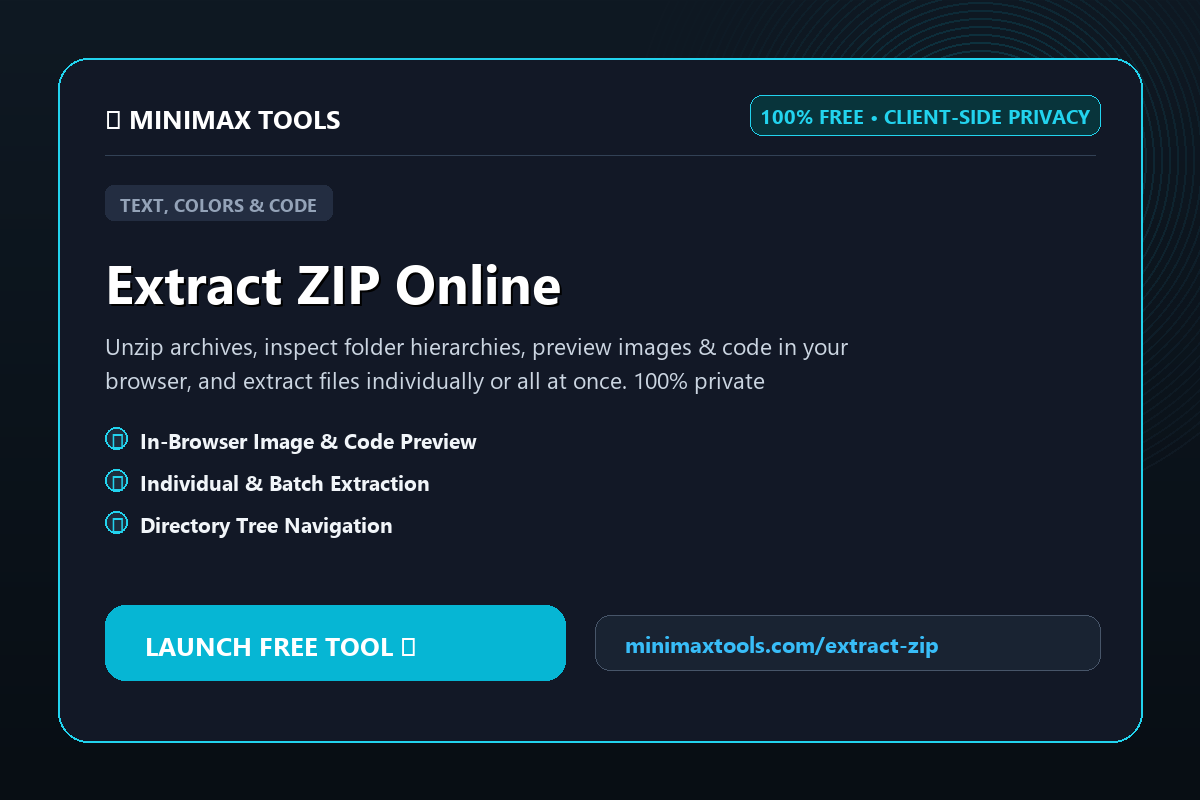 MINIMAX TOOLS
100% FREE • CLIENT-SIDE PRIVACY
TEXT, COLORS & CODE
Extract ZIP Online
Unzip archives, inspect folder hierarchies, preview images & code in your
browser, and extract files individually or all at once. 100% private
In-Browser Image & Code Preview
Individual & Batch Extraction
Directory Tree Navigation
LAUNCH FREE TOOL
minimaxtools.com/extract-zip